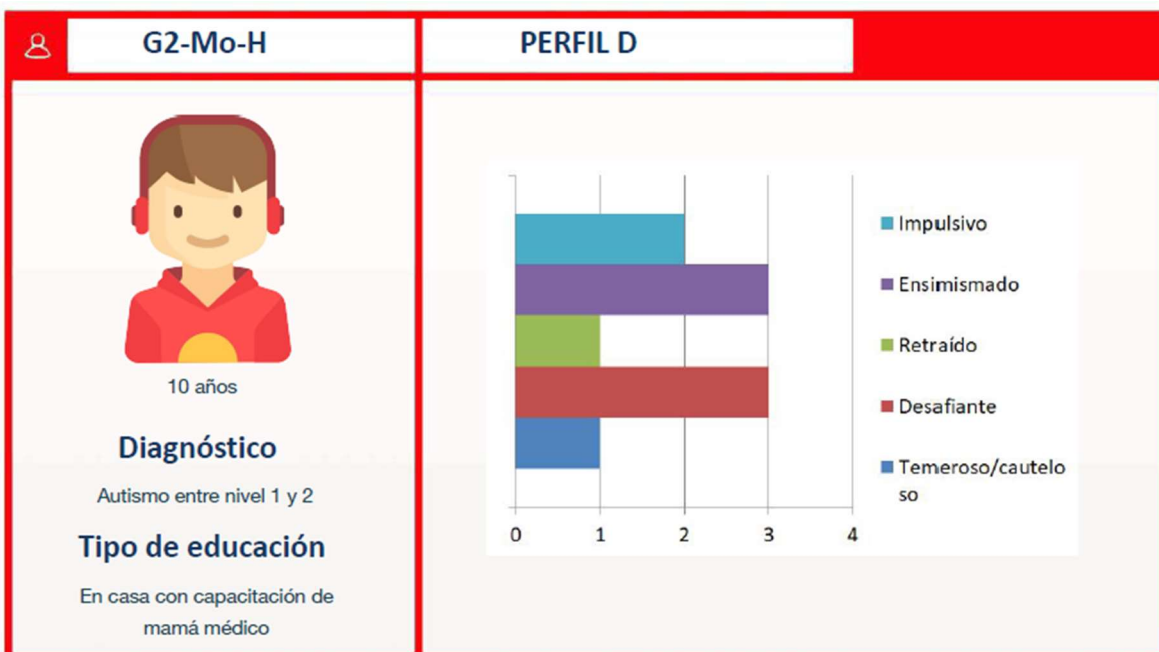 G2-Mo-H
PERFIL D
10 años
Diagnóstico
Autismo entre nivel 1 y 2
Tipo de educación
En casa con capacitación de
mamá médico
Impulsivo
Ensimismado
Retraído
Desafiante
Temeroso/cautelo
so
0 1 2 3 4